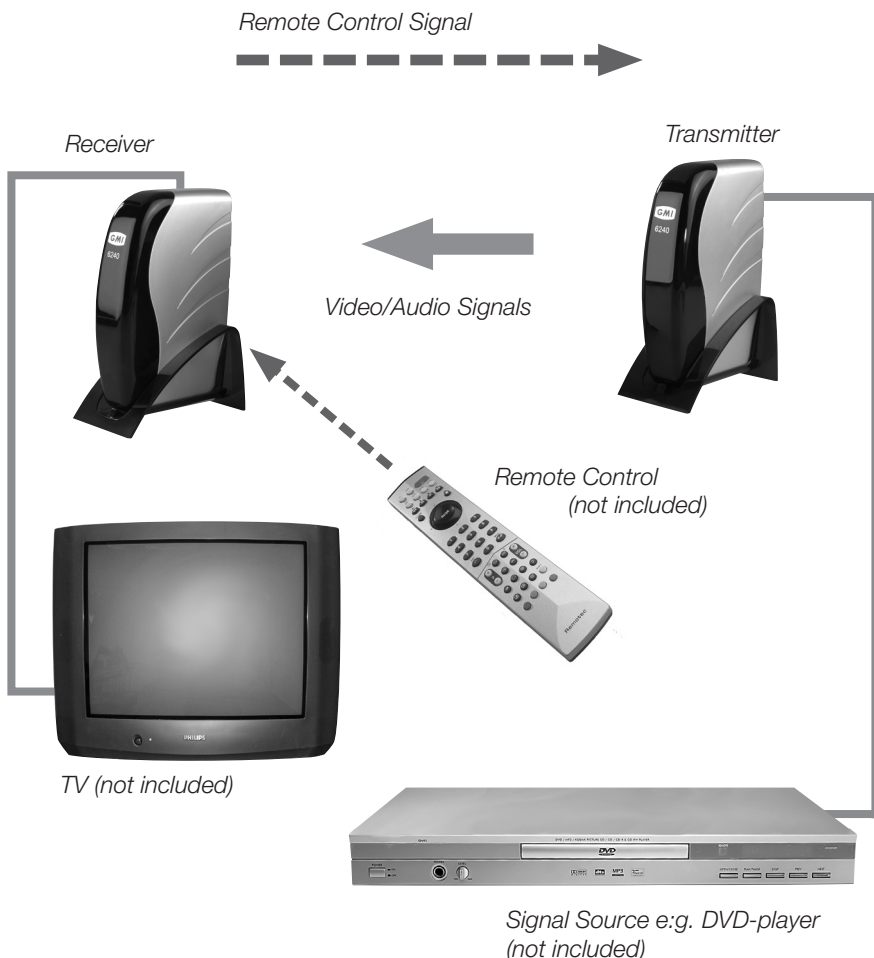 Remote Control Signal
Receiver
Transmitter
GMI
6240
GMI
6240
Video/Audio Signals
Remote Control
(not included)
Remotec
PHILIPS
TV (not included)
DVD
MP3
Signal Source e:g. DVD-player
(not included)